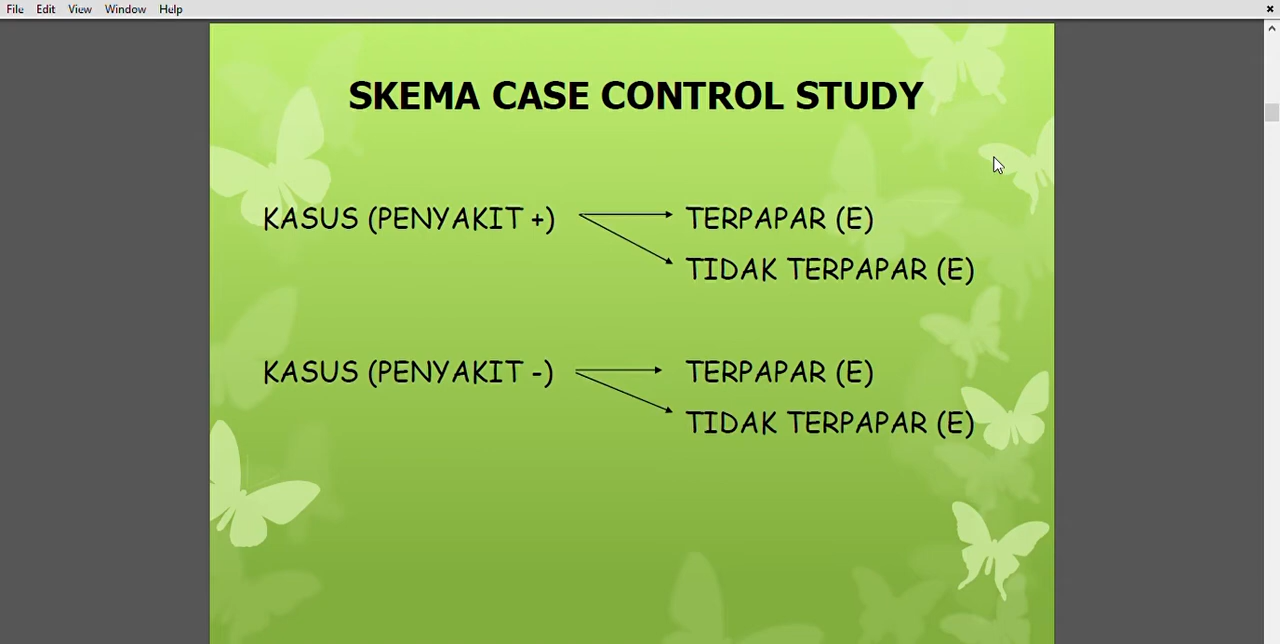 File Edit View Window Help
SKEMA CASE CONTROL STUDY
KASUS (PENYAKIT +) TERPAPAR (E)
TIDAK TERPAPAR (E)
KASUS (PENYAKIT -) TERPAPAR (E)
TIDAK TERPAPAR (E)